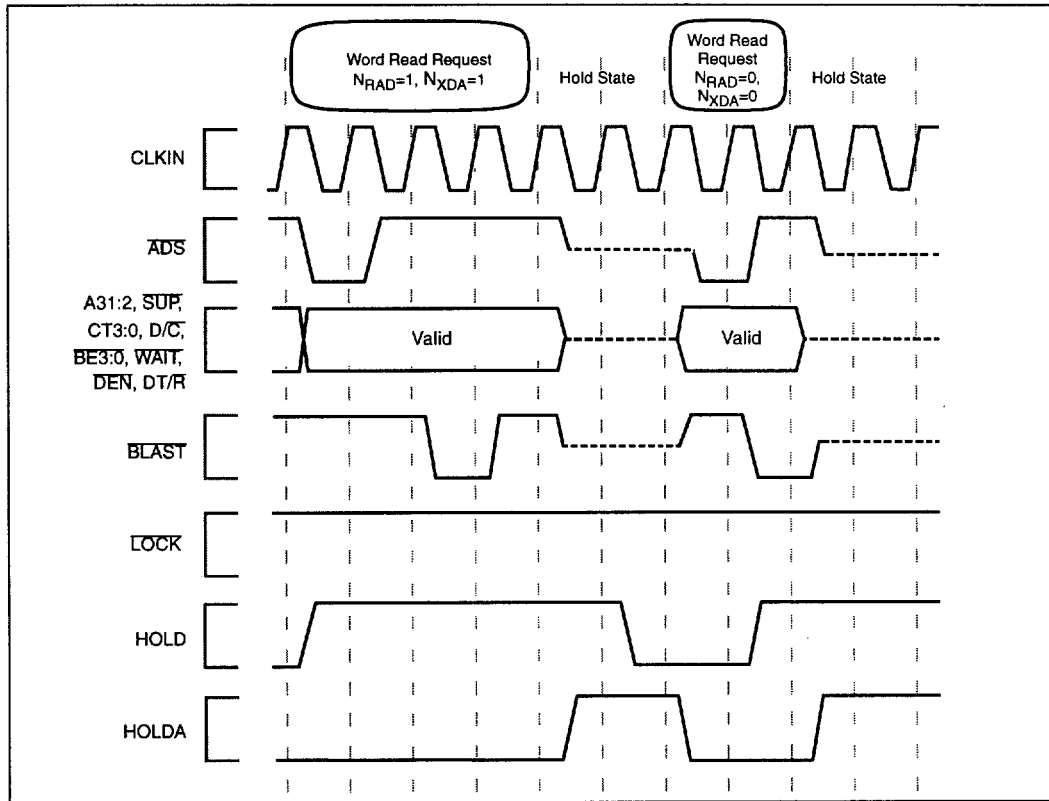 Word Read Request
NRAD=1, NXDA=1
Hold State
Word Read
Request
NRAD=0,
NXDA=0
Hold State
CLKIN
ADS
A31:2, SUP,
CT3:0, D/C,
BE3:0, WAIT,
DEN, DT/R
Valid
Valid
BLAST
LOCK
HOLD
HOLDA